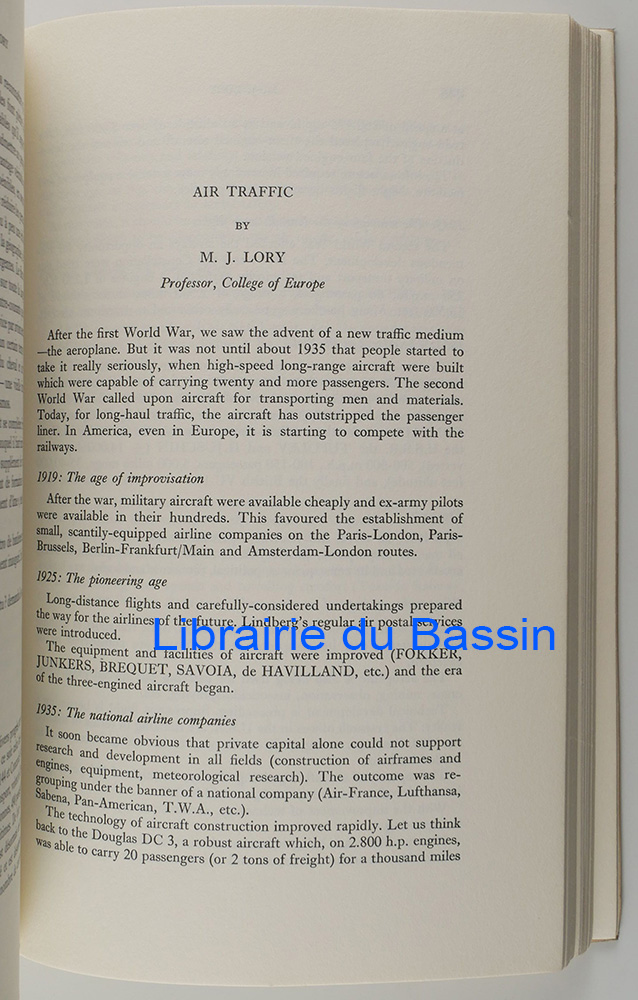 AIR TRAFFIC
BY
M. J. LORY
Professor, College of Europe
After the first World War, we saw the advent of a new traffic medium
—the aeroplane. But it was not until about 1935 that people started to
take it really seriously, when high-speed long-range aircraft were built
which were capable of carrying twenty and more passengers. The second
World War called upon aircraft for transporting men and materials.
Today, for long-haul traffic, the aircraft has outstripped the passenger
liner. In America, even in Europe, it is starting to compete with the
railways.
1919: The age of improvisation
After the war, military aircraft were available cheaply and ex-army pilots
were available in their hundreds. This favoured the establishment of
small, scantily-equipped airline companies on the Paris-London, Paris-
Brussels, Berlin-Frankfurt/Main and Amsterdam-London routes.
1925: The pioneering age
Long-distance flights and carefully-considered undertakings prepared
the way for the airlines of the future. Lindberg's regular air postal services
were introduced.
Librairie du Bassin
The equipment and facilities of aircraft were improved (FOKKER,
JUNKERS, BREQUET, SAVOIA, de HAVILLAND, etc.) and the era
of the three-engined aircraft began.
1935: The national airline companies
It soon became obvious that private capital alone could not support
research and development in all fields (construction of airframes and
engines, equipment, meteorological research). The outcome was re-
grouping under the banner of a national company (Air-France, Lufthansa,
Sabena, Pan-American, T.W.A., etc.).
The technology of aircraft construction improved rapidly. Let us think
back to the Douglas DC 3, a robust aircraft which, on 2.800 h.p. engines,
was able to carry 20 passengers (or 2 tons of freight) for a thousand miles